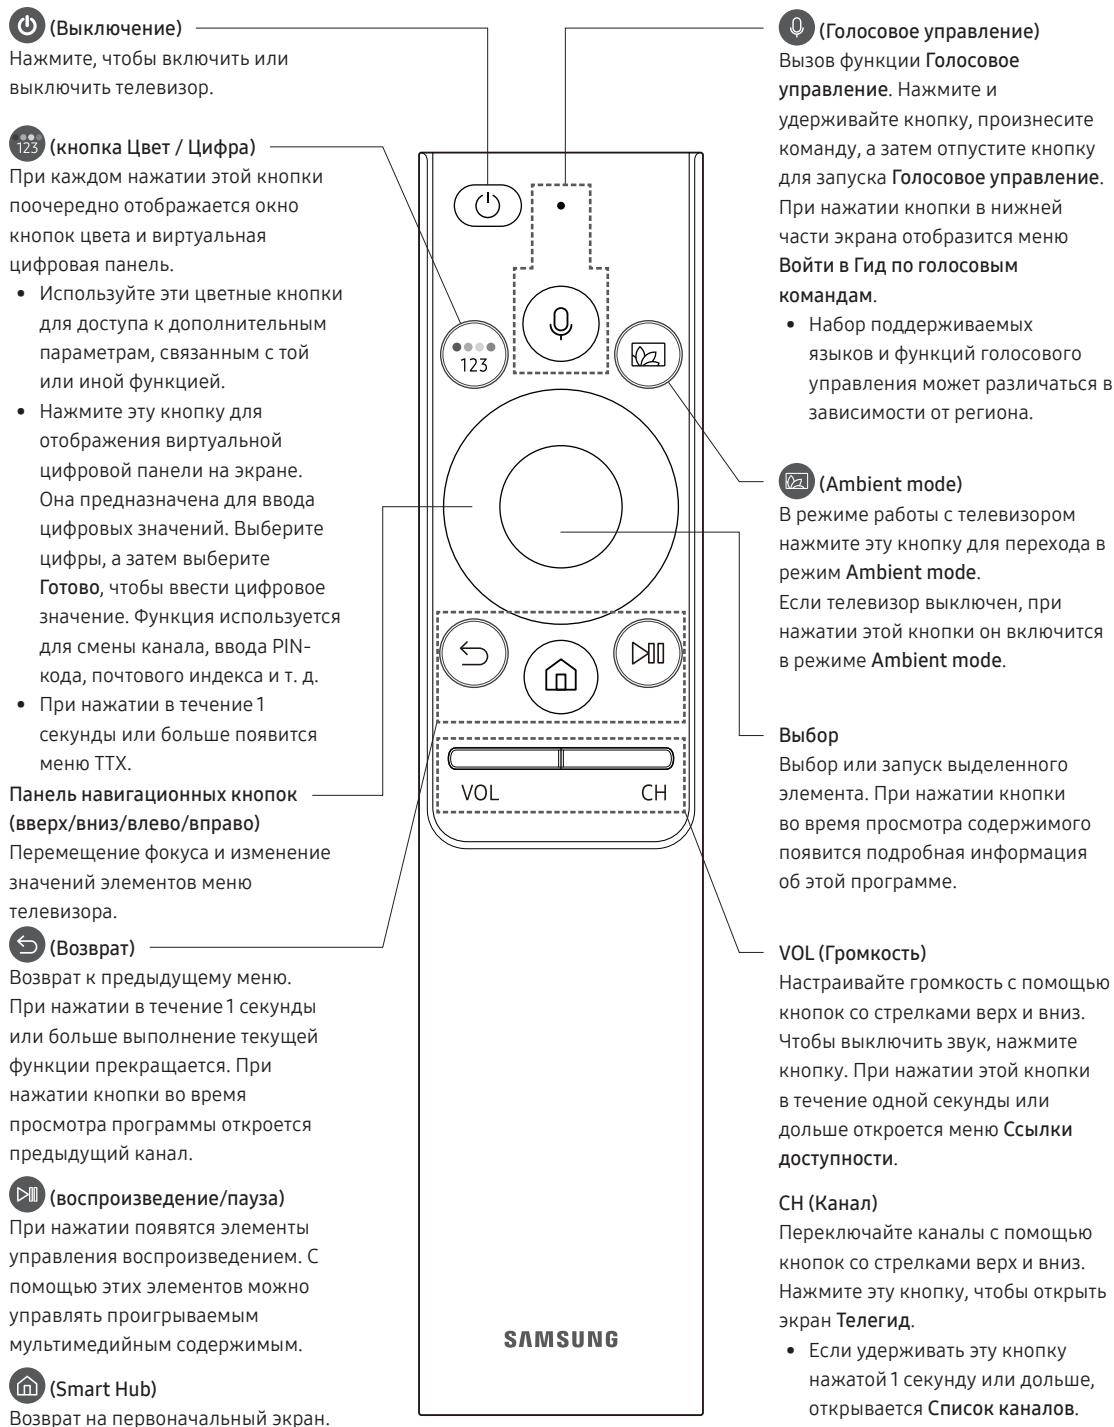 (Выключение)
Нажмите, чтобы включить или
выключить телевизор.
123 (кнопка Цвет / Цифра)
При каждом нажатии этой кнопки
поочередно отображается окно
кнопок цвета и виртуальная
цифровая панель.
• Используйте эти цветные кнопки
для доступа к дополнительным
параметрам, связанным с той
или иной функцией.
• Нажмите эту кнопку для
отображения виртуальной
цифровой панели на экране.
Она предназначена для ввода
цифровых значений. Выберите
цифры, а затем выберите
Готово, чтобы ввести цифровое
значение. Функция используется
для смены канала, ввода PIN-
кода, почтового индекса и т. д.
• При нажатии в течение 1
секунды или больше появится
меню TTX.
Панель навигационных кнопок
(вверх/вниз/влево/вправо)
Перемещение фокуса и изменение
значений элементов меню
телевизора.
(Возврат)
Возврат к предыдущему меню.
При нажатии в течение 1 секунды
или больше выполнение текущей
функции прекращается. При
нажатии кнопки во время
просмотра программы откроется
предыдущий канал.
(воспроизведение/пауза)
При нажатии появятся элементы
управления воспроизведением. С
помощью этих элементов можно
управлять проигрываемым
мультимедийным содержимым.
(Smart Hub)
Возврат на первоначальный экран.
123
VOL CH
SAMSUNG
(Голосовое управление)
Вызов функции Голосовое
управление. Нажмите и
удерживайте кнопку, произнесите
команду, а затем отпустите кнопку
для запуска Голосовое управление.
При нажатии кнопки в нижней
части экрана отобразится меню
Войти в Гид по голосовым
командам.
• Набор поддерживаемых
языков и функций голосового
управления может различаться в
зависимости от региона.
(Ambient mode)
В режиме работы с телевизором
нажмите эту кнопку для перехода в
режим Ambient mode.
Если телевизор выключен, при
нажатии этой кнопки он включится
в режиме Ambient mode.
Выбор
Выбор или запуск выделенного
элемента. При нажатии кнопки
во время просмотра содержимого
появится подробная информация
об этой программе.
VOL (Громкость)
Настраивайте громкость с помощью
кнопок со стрелками верх и вниз.
Чтобы выключить звук, нажмите
кнопку. При нажатии этой кнопки
в течение одной секунды или
дольше откроется меню Ссылки
доступности.
CH (Канал)
Переключайте каналы с помощью
кнопок со стрелками верх и вниз.
Нажмите эту кнопку, чтобы открыть
экран Телегид.
• Если удерживать эту кнопку
нажатой 1 секунду или дольше,
открывается Список каналов.